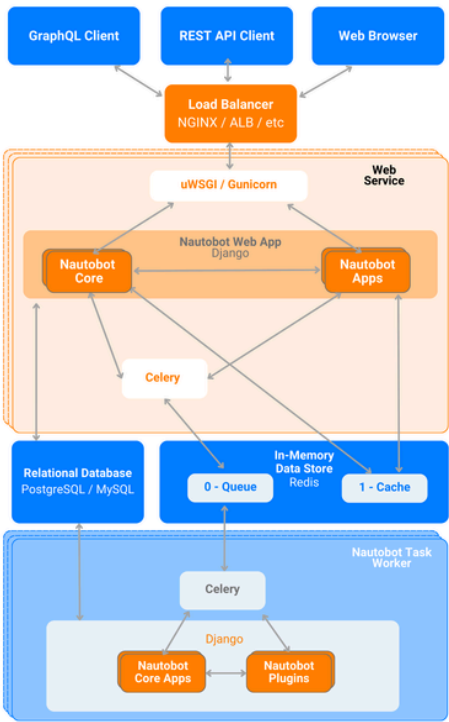 GraphQL Client
REST API Client
Web Browser
Load Balancer
NGINX / ALB / etc
Web
Service
uWSGI / Gunicorn
Nautobot Web App
Django
Nautobot
Core
Nautobot
Apps
Celery
Relational Database
PostgreSQL / MySQL
In-Memory
Data Store
Redis
0 - Queue
1 - Cache
Nautobot Task
Worker
Celery
Django
Nautobot
Core Apps
Nautobot
Plugins